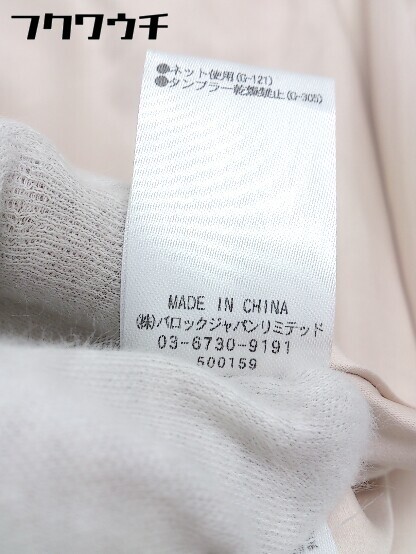 フクワウチ
●ネット使用(G-121)
●タンブラー乾燥禁止(G-305)
MADE IN CHINA
(株)バロックジャパンリミテッド
03-6730-9191
500159